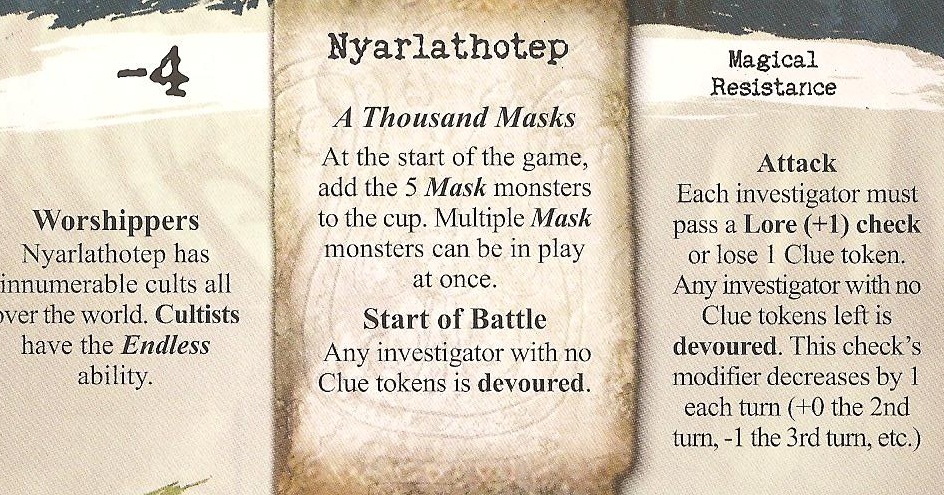 -4
Worshippers
Nyarlathotep has
innumerable cults all
over the world. Cultists
have the Endless
ability.
Nyarlathotep
A Thousand Masks
At the start of the game,
add the 5 Mask monsters
to the cup. Multiple Mask
monsters can be in play
at once.
Start of Battle
Any investigator with no
Clue tokens is devoured.
Magical
Resistance
Attack
Each investigator must
pass a Lore (+1) check
or lose 1 Clue token.
Any investigator with no
Clue tokens left is
devoured. This check's
modifier decreases by 1
each turn (+0 the 2nd
turn, -1 the 3rd turn, etc.)